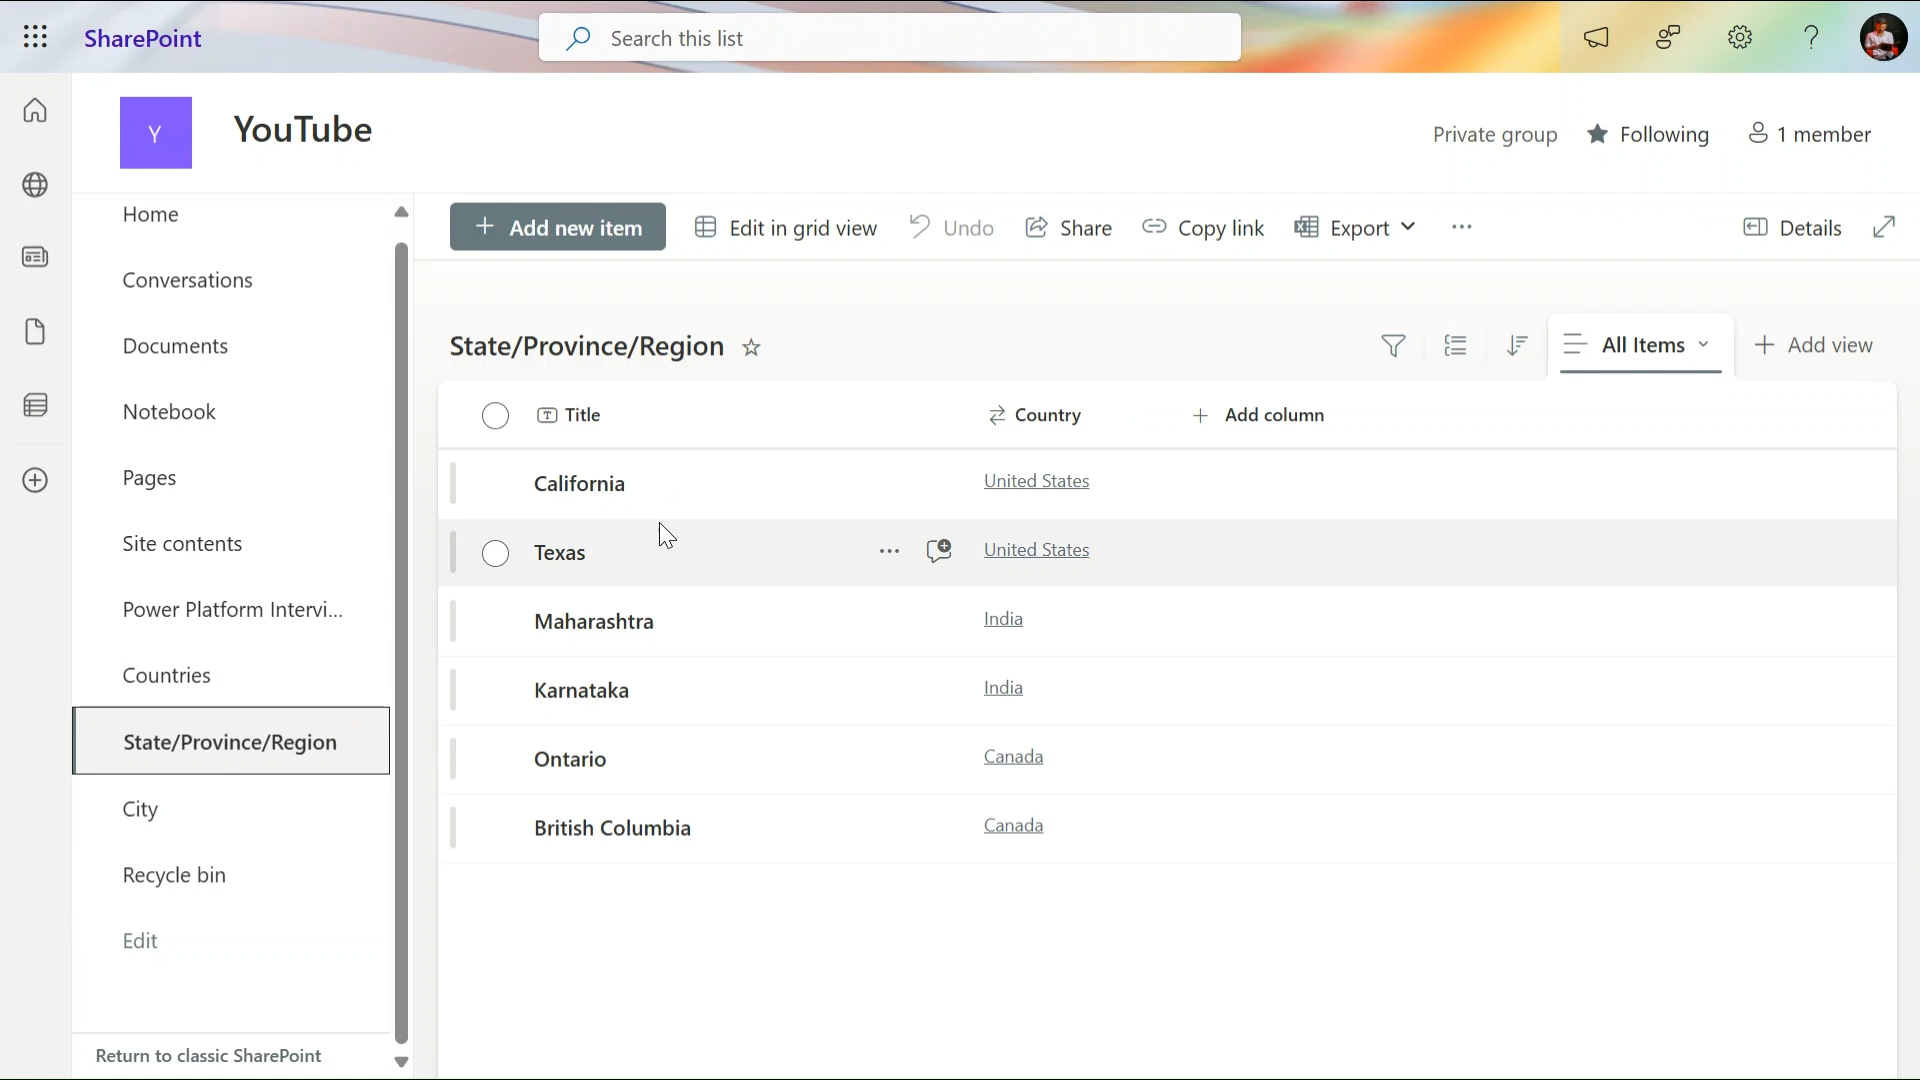 SharePoint
Search this list
Y
YouTube
Private group
Following
1 member
Home
Conversations
Documents
Notebook
Pages
Site contents
Power Platform Intervi...
Countries
State/Province/Region
City
Recycle bin
Edit
Return to classic SharePoint
+ Add new item
Edit in grid view
Undo
Share
Copy link
Export
Details
State/Province/Region
All Items
+ Add view
Title Country + Add column
California United States
Texas United States
Maharashtra India
Karnataka India
Ontario Canada
British Columbia Canada